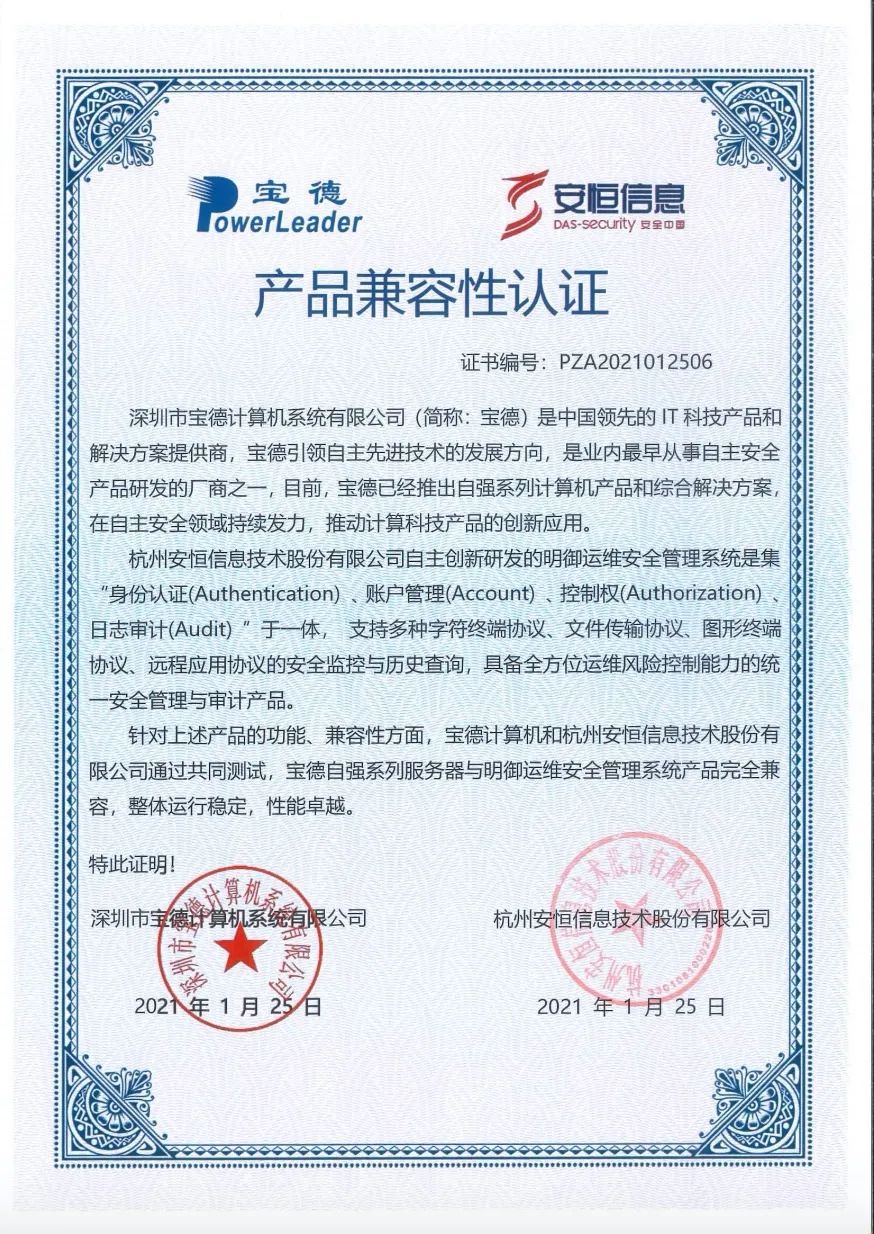 宝德
PowerLeader
安恒信息
DAS-security 安全中国
产品兼容性认证
证书编号：PZA2021012506
深圳市宝德计算机系统有限公司（简称：宝德）是中国领先的 IT 科技产品和
解决方案提供商，宝德引领自主先进技术的发展方向，是业内最早从事自主安全
产品研发的厂商之一，目前，宝德已经推出自强系列计算机产品和综合解决方案，
在自主安全领域持续发力，推动计算科技产品的创新应用。
杭州安恒信息技术股份有限公司自主创新研发的明御运维安全管理系统是集
“身份认证(Authentication) 、账户管理(Account) 、控制权(Authorization) 、
日志审计(Audit) ”于一体， 支持多种字符终端协议、文件传输协议、图形终端
协议、远程应用协议的安全监控与历史查询，具备全方位运维风险控制能力的统
一安全管理与审计产品。
针对上述产品的功能、兼容性方面，宝德计算机和杭州安恒信息技术股份有
限公司通过共同测试，宝德自强系列服务器与明御运维安全管理系统产品完全兼
容，整体运行稳定，性能卓越。
特此证明！
深圳市宝德计算机系统有限公司
杭州安恒信息技术股份有限公司
2021 年 1 月 25 日
2021 年 1 月 25 日
深圳市宝德计算机系统有限公司
杭州安恒信息技术股份有限公司